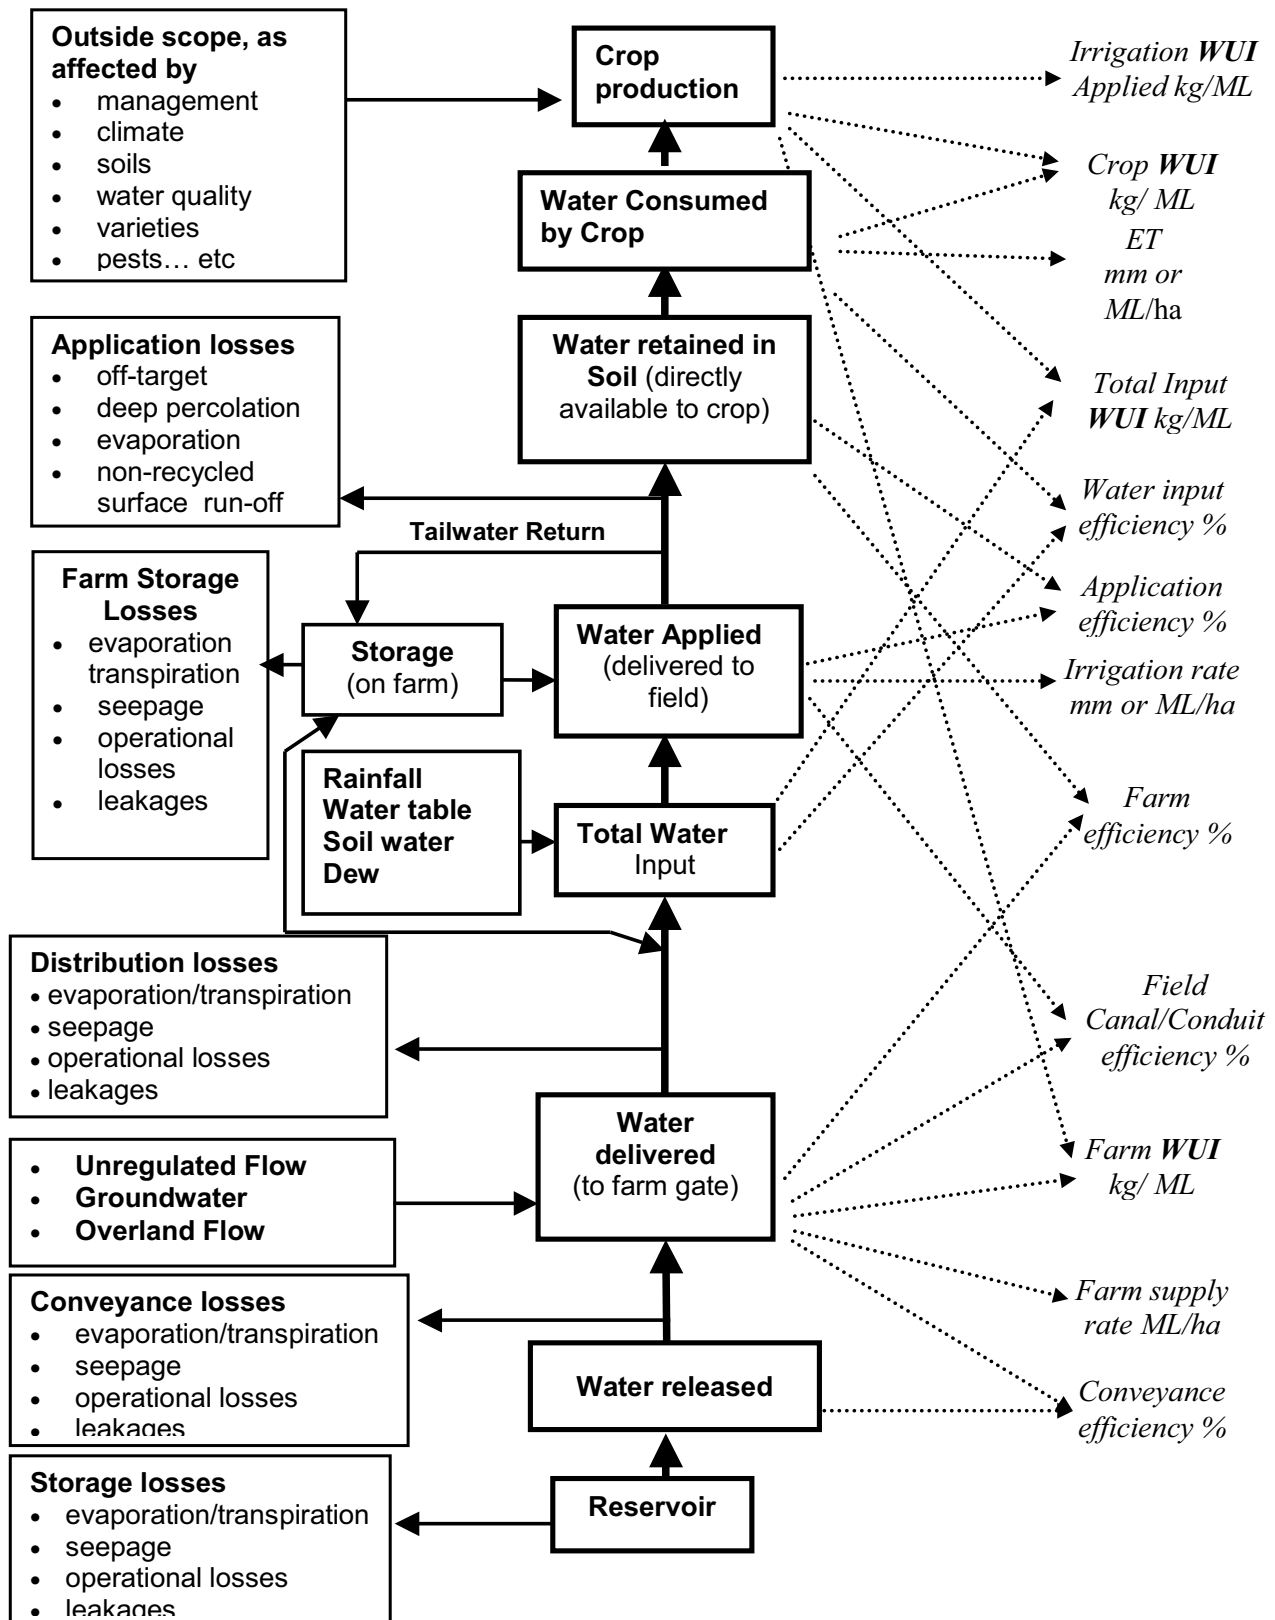 Outside scope, as
affected by
• management
• climate
• soils
• water quality
• varieties
• pests… etc
Crop
production
Irrigation WUI
Applied kg/ML
Crop WUI
kg/ ML
Water Consumed
by Crop
ET
mm or
ML/ha
Application losses
• off-target
• deep percolation
• evaporation
• non-recycled
surface run-off
Water retained in
Soil (directly
available to crop)
Total Input
WUI kg/ML
Water input
efficiency %
Tailwater Return
Farm Storage
Losses
• evaporation
transpiration
• seepage
• operational
losses
• leakages
Storage
(on farm)
Water Applied
(delivered to
field)
Application
efficiency %
Irrigation rate
mm or ML/ha
Rainfall
Water table
Soil water
Dew
Total Water
Input
Farm
efficiency %
Distribution losses
• evaporation/transpiration
• seepage
• operational losses
• leakages
Field
Canal/Conduit
efficiency %
Water
delivered
(to farm gate)
• Unregulated Flow
• Groundwater
• Overland Flow
Farm WUI
kg/ ML
Conveyance losses
• evaporation/transpiration
• seepage
• operational losses
• leakages
Farm supply
rate ML/ha
Water released
Conveyance
efficiency %
Storage losses
• evaporation/transpiration
• seepage
• operational losses
• leakages
Reservoir